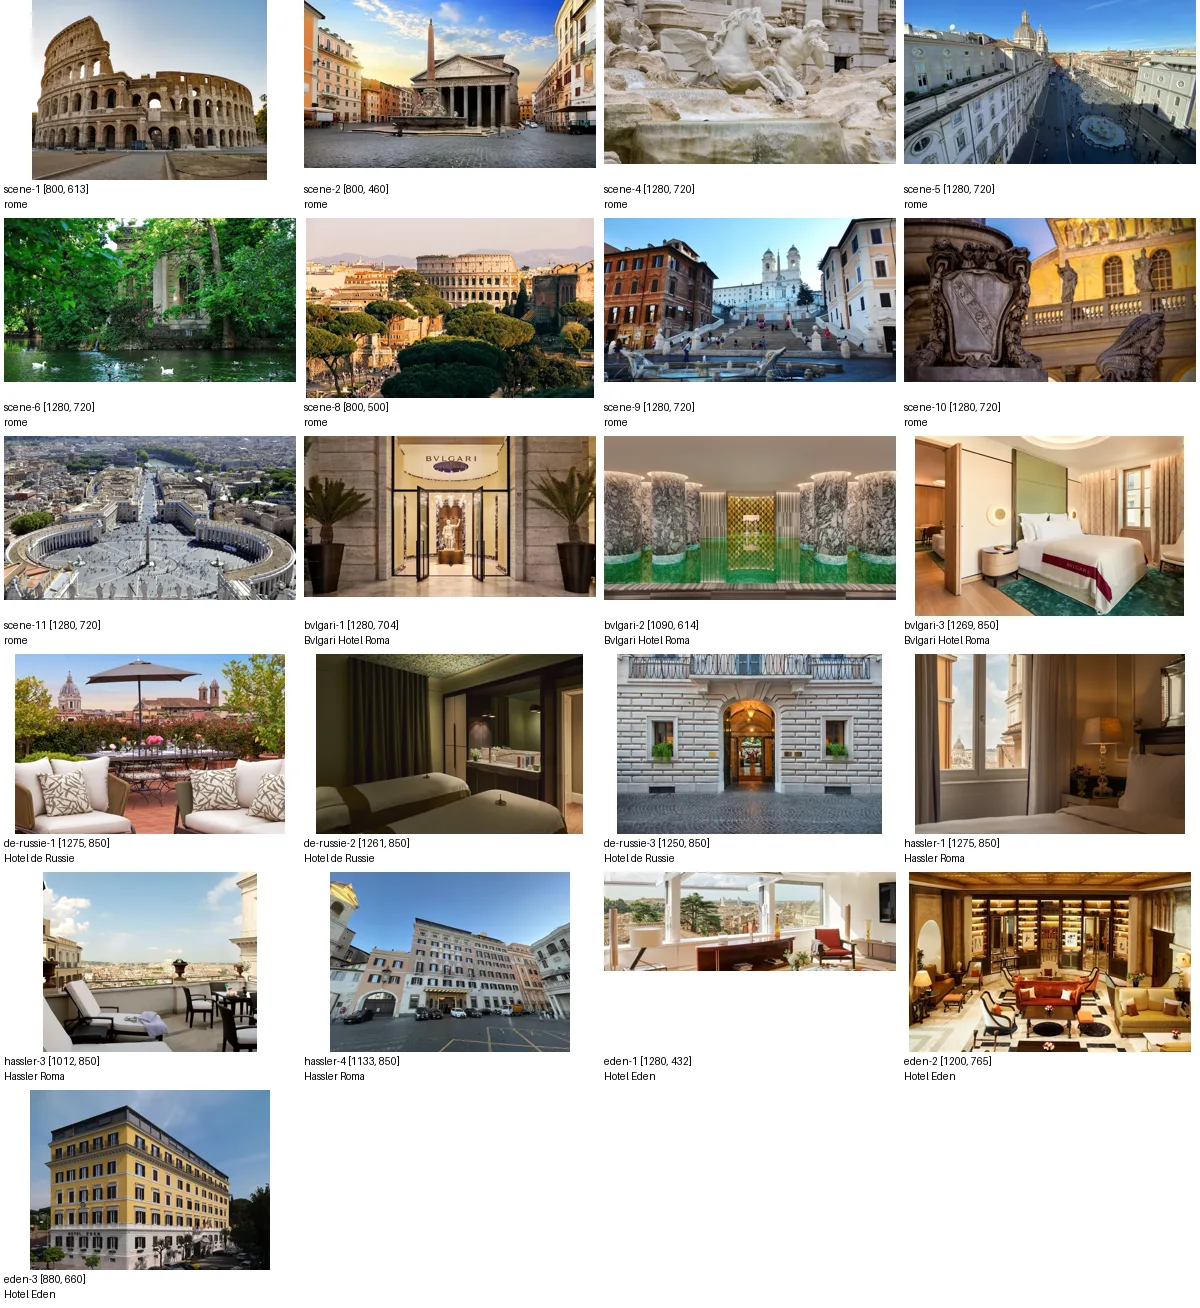 scene-1 [800, 613]
rome
scene-2 [800, 460]
rome
scene-4 [1280, 720]
rome
scene-5 [1280, 720]
rome
scene-6 [1280, 720]
rome
scene-8 [800, 500]
rome
scene-9 [1280, 720]
rome
scene-10 [1280, 720]
rome
BVLGARI
scene-11 [1280, 720]
rome
bvlgari-1 [1280, 704]
Bvlgari Hotel Roma
bvlgari-2 [1090, 614]
Bvlgari Hotel Roma
BVLGARI
bvlgari-3 [1269, 850]
Bvlgari Hotel Roma
de-russie-1 [1275, 850]
Hotel de Russie
de-russie-2 [1261, 850]
Hotel de Russie
de-russie-3 [1250, 850]
Hotel de Russie
hassler-1 [1275, 850]
Hassler Roma
hassler-3 [1012, 850]
Hassler Roma
hassler-4 [1133, 850]
Hassler Roma
eden-1 [1280, 432]
Hotel Eden
eden-2 [1200, 765]
Hotel Eden
HOTEL EDEN
eden-3 [880, 660]
Hotel Eden